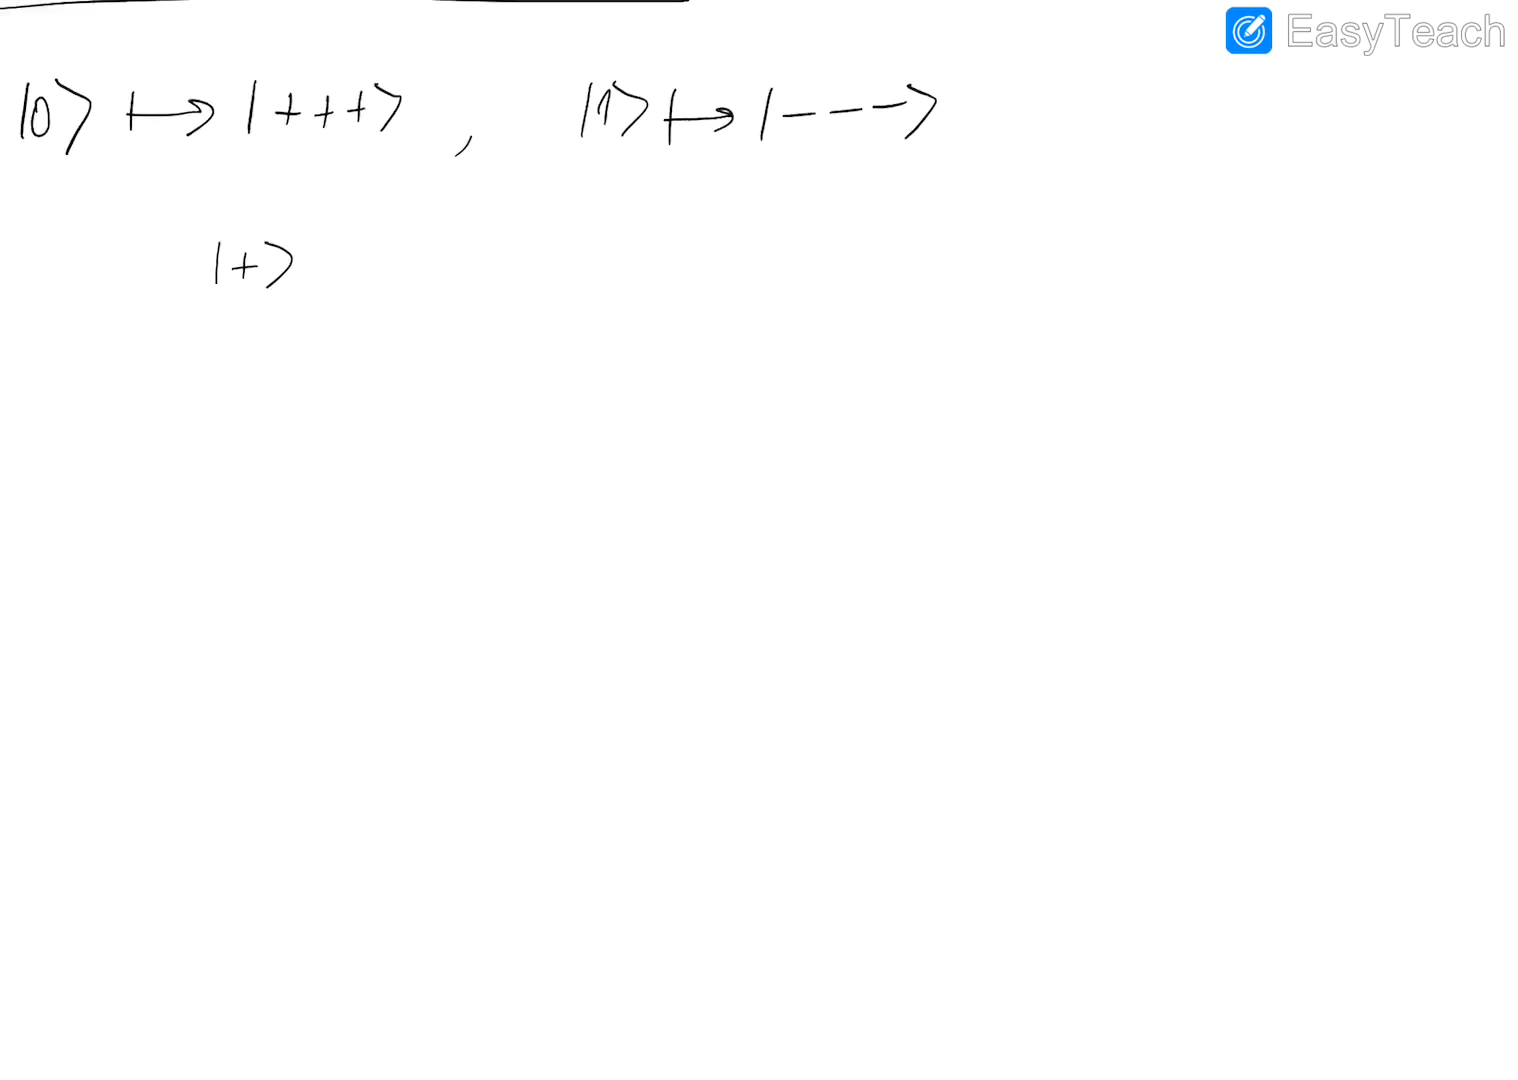 EasyTeach
|0⟩ ↦ |+++⟩ , |1⟩ ↦ |---⟩
|+⟩